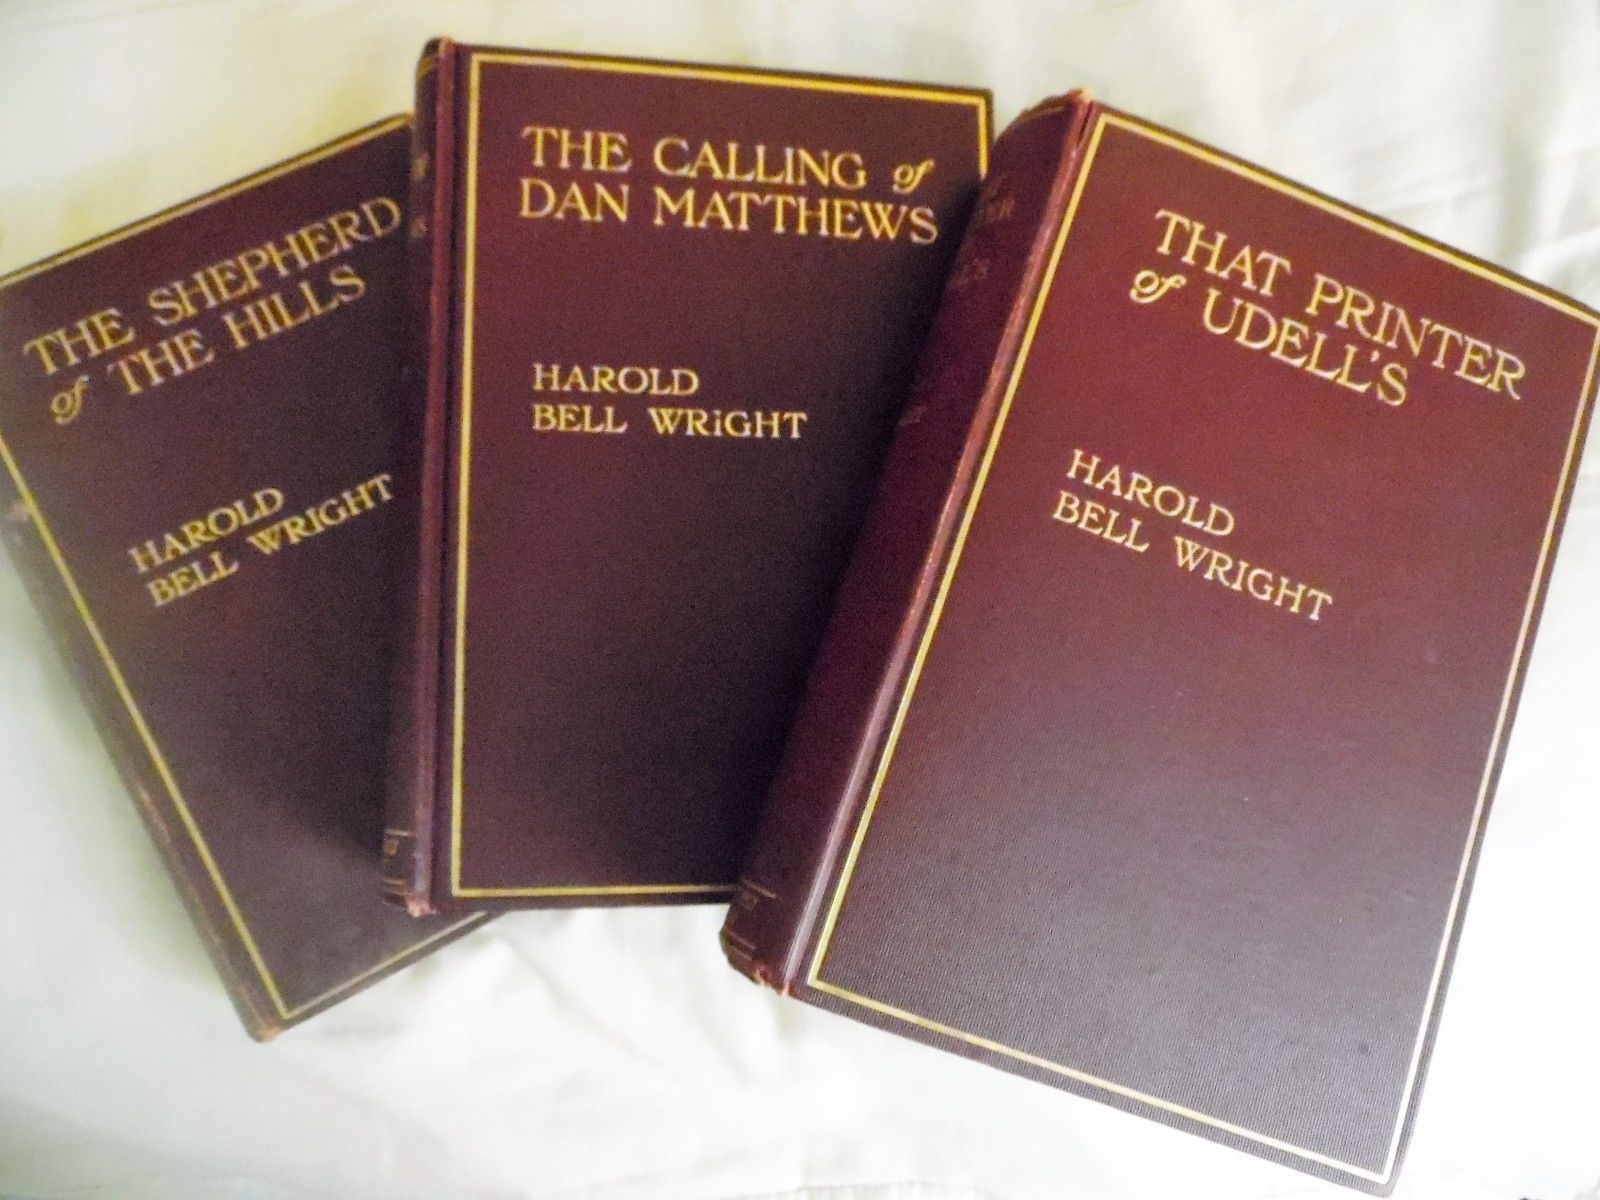 THE SHEPHERD
of THE HILLS
HAROLD
BELL WRIGHT
THE CALLING of
DAN MATTHEWS
HAROLD
BELL WRiGHT
THAT PRINTER
of UDELL'S
HAROLD
BELL WRIGHT